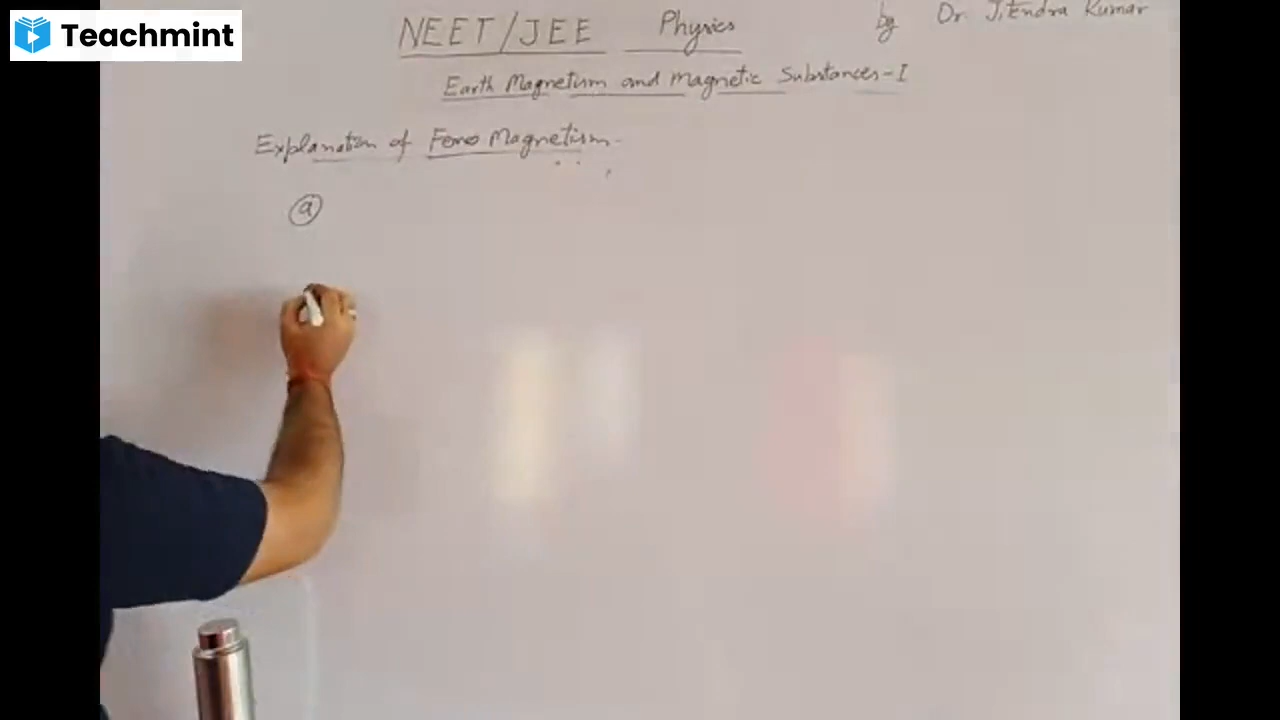 Teachmint
NEET/JEE Physics by Dr. Jitendra Kumar
Earth Magnetism and Magnetic Substances-I
Explanation of Ferro Magnetism-
a